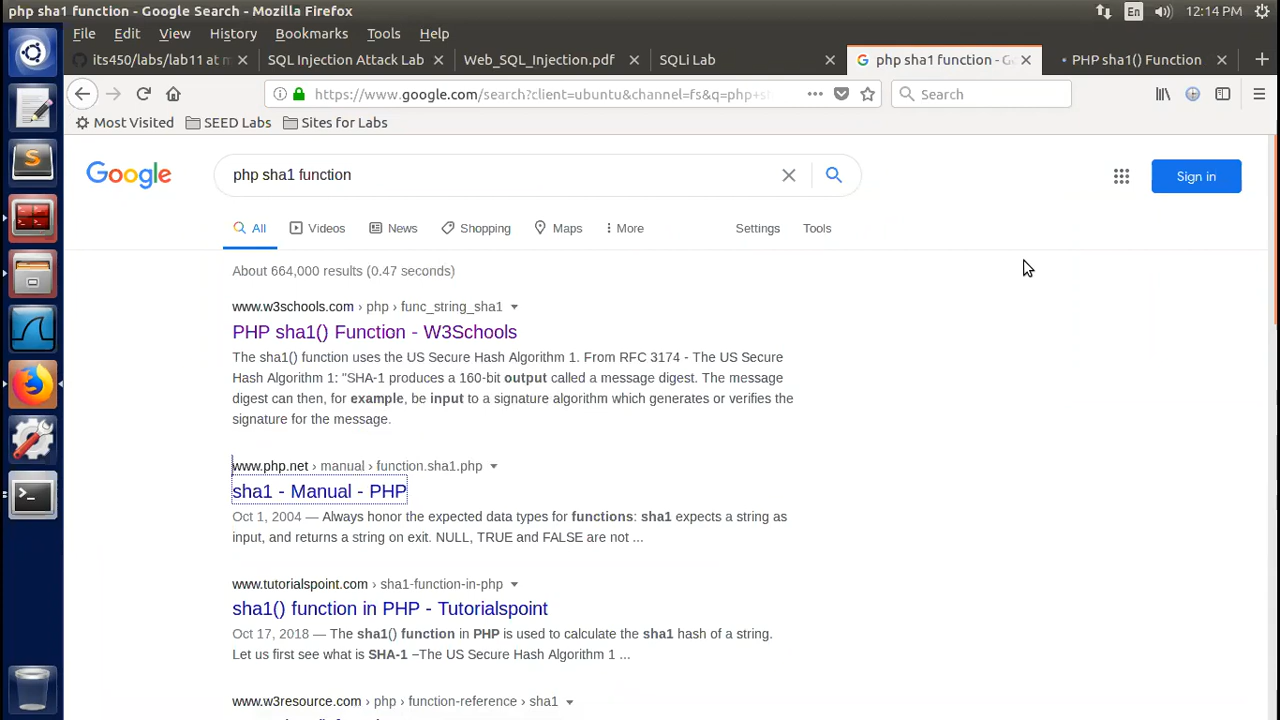 php sha1 function - Google Search - Mozilla Firefox
En
12:14 PM
File Edit View History Bookmarks Tools Help
its450/labs/lab11 at m
SQL Injection Attack Lab
Web_SQL_Injection.pdf
SQLi Lab
php sha1 function - G
PHP sha1() Function
https://www.google.com/search?client=ubuntu&channel=fs&q=php+s
Search
Most Visited
SEED Labs
Sites for Labs
Google
php sha1 function
Sign in
All
Videos
News
Shopping
Maps
More
Settings
Tools
About 664,000 results (0.47 seconds)
www.w3schools.com › php › func_string_sha1
PHP sha1() Function - W3Schools
The sha1() function uses the US Secure Hash Algorithm 1. From RFC 3174 - The US Secure
Hash Algorithm 1: "SHA-1 produces a 160-bit output called a message digest. The message
digest can then, for example, be input to a signature algorithm which generates or verifies the
signature for the message.
www.php.net › manual › function.sha1.php
sha1 - Manual - PHP
Oct 1, 2004 — Always honor the expected data types for functions: sha1 expects a string as
input, and returns a string on exit. NULL, TRUE and FALSE are not ...
www.tutorialspoint.com › sha1-function-in-php
sha1() function in PHP - Tutorialspoint
Oct 17, 2018 — The sha1() function in PHP is used to calculate the sha1 hash of a string.
Let us first see what is SHA-1 −The US Secure Hash Algorithm 1 ...
www.w3resource.com › php › function-reference › sha1